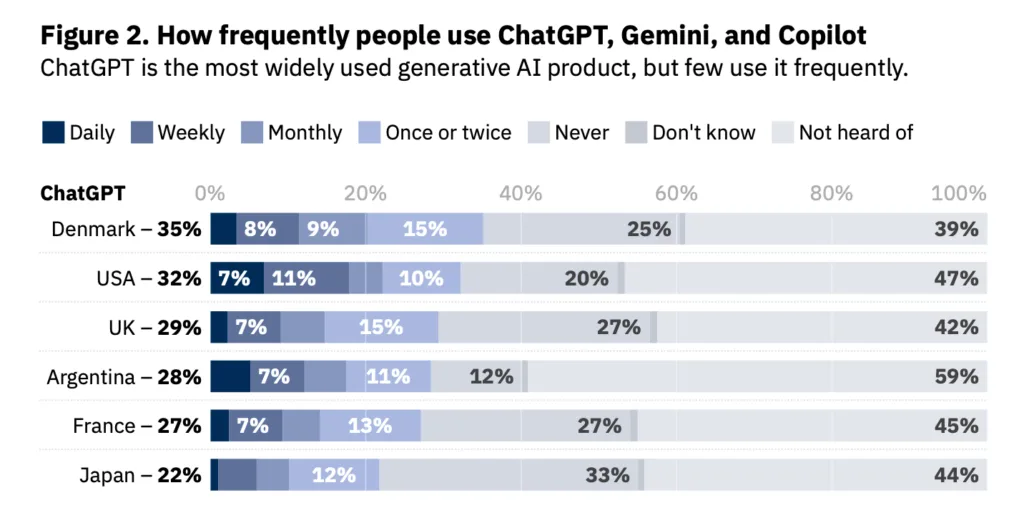 Figure 2. How frequently people use ChatGPT, Gemini, and Copilot
ChatGPT is the most widely used generative AI product, but few use it frequently.
Daily Weekly Monthly Once or twice Never Don't know Not heard of
ChatGPT 0% 20% 40% 60% 80% 100%
Denmark – 35% 8% 9% 15% 25% 39%
USA – 32% 7% 11% 10% 20% 47%
UK – 29% 7% 15% 27% 42%
Argentina – 28% 7% 11% 12% 59%
France – 27% 7% 13% 27% 45%
Japan – 22% 12% 33% 44%